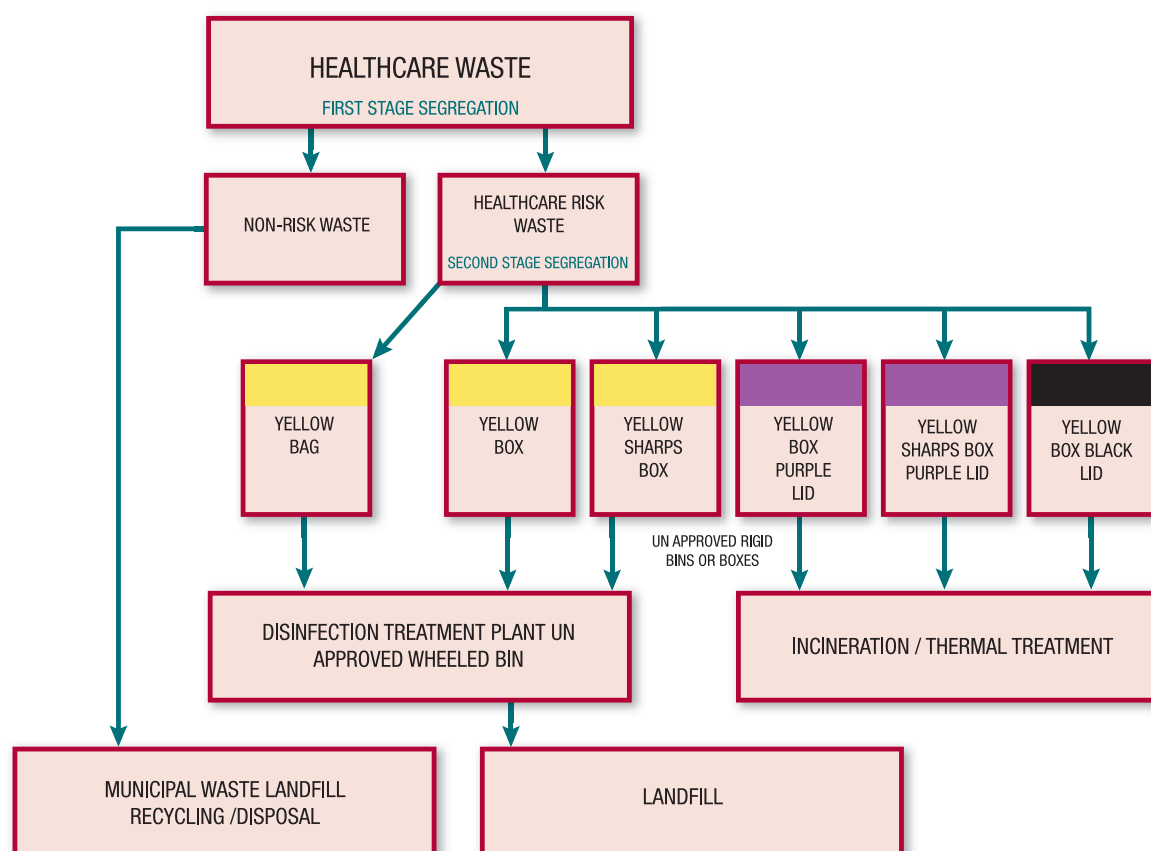 HEALTHCARE WASTE
FIRST STAGE SEGREGATION
NON-RISK WASTE
HEALTHCARE RISK
WASTE
SECOND STAGE SEGREGATION
YELLOW
BAG
YELLOW
BOX
YELLOW
SHARPS
BOX
YELLOW
BOX
PURPLE
LID
YELLOW
SHARPS BOX
PURPLE LID
YELLOW
BOX BLACK
LID
UN APPROVED RIGID
BINS OR BOXES
DISINFECTION TREATMENT PLANT UN
APPROVED WHEELED BIN
INCINERATION / THERMAL TREATMENT
MUNICIPAL WASTE LANDFILL
RECYCLING /DISPOSAL
LANDFILL